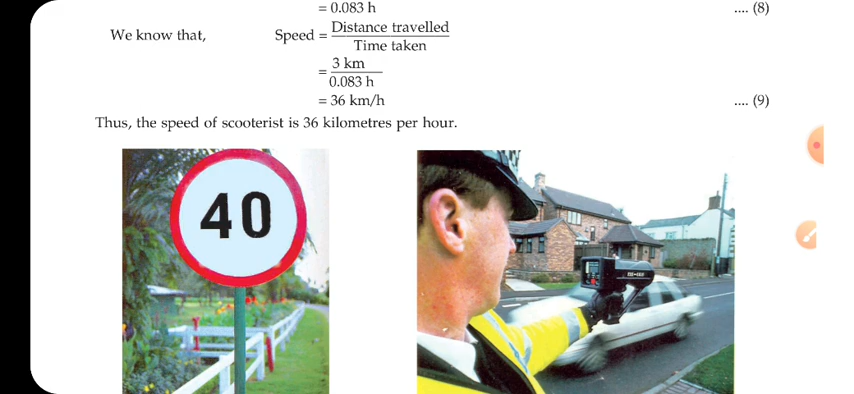 = 0.083 h .... (8)
We know that, Speed = Distance travelled
Time taken
= 3 km
0.083 h
= 36 km/h .... (9)
Thus, the speed of scooterist is 36 kilometres per hour.
40